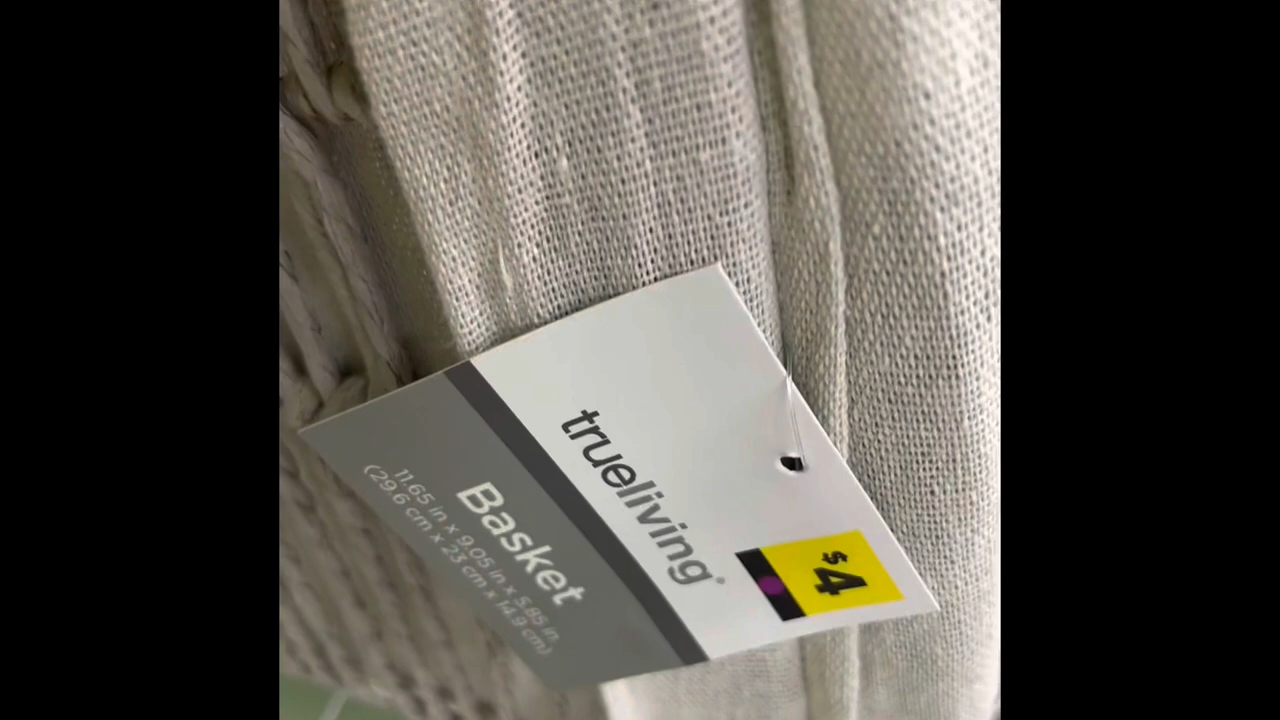 $4
trueliving®
Basket
11.65 in x 9.05 in x 5.85 in
(29.6 cm x 23 cm x 14.9 cm)